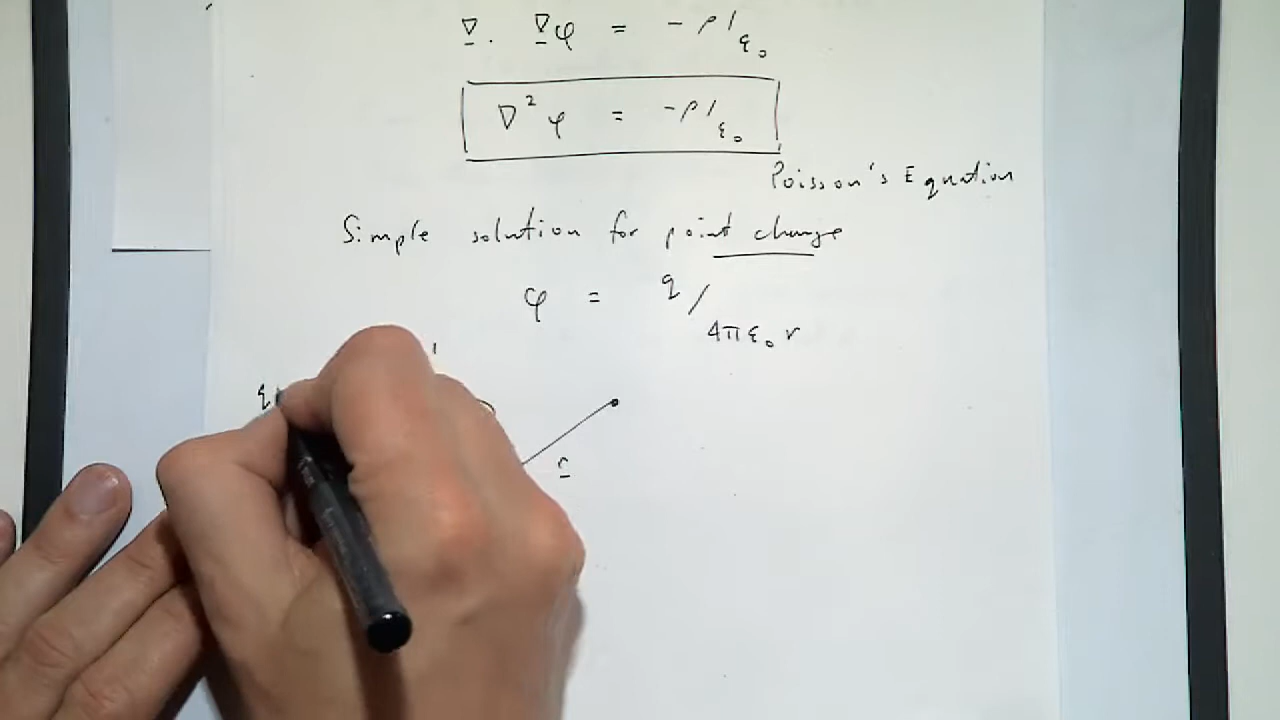 ∇ . ∇φ = -ρ/ε₀
∇²φ = -ρ/ε₀
Poisson's Equation
Simple solution for point charge
φ = q/4πε₀r
q
r